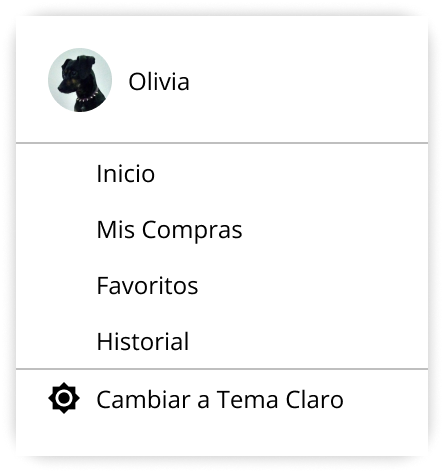 Olivia
Inicio
Mis Compras
Favoritos
Historial
Cambiar a Tema Claro